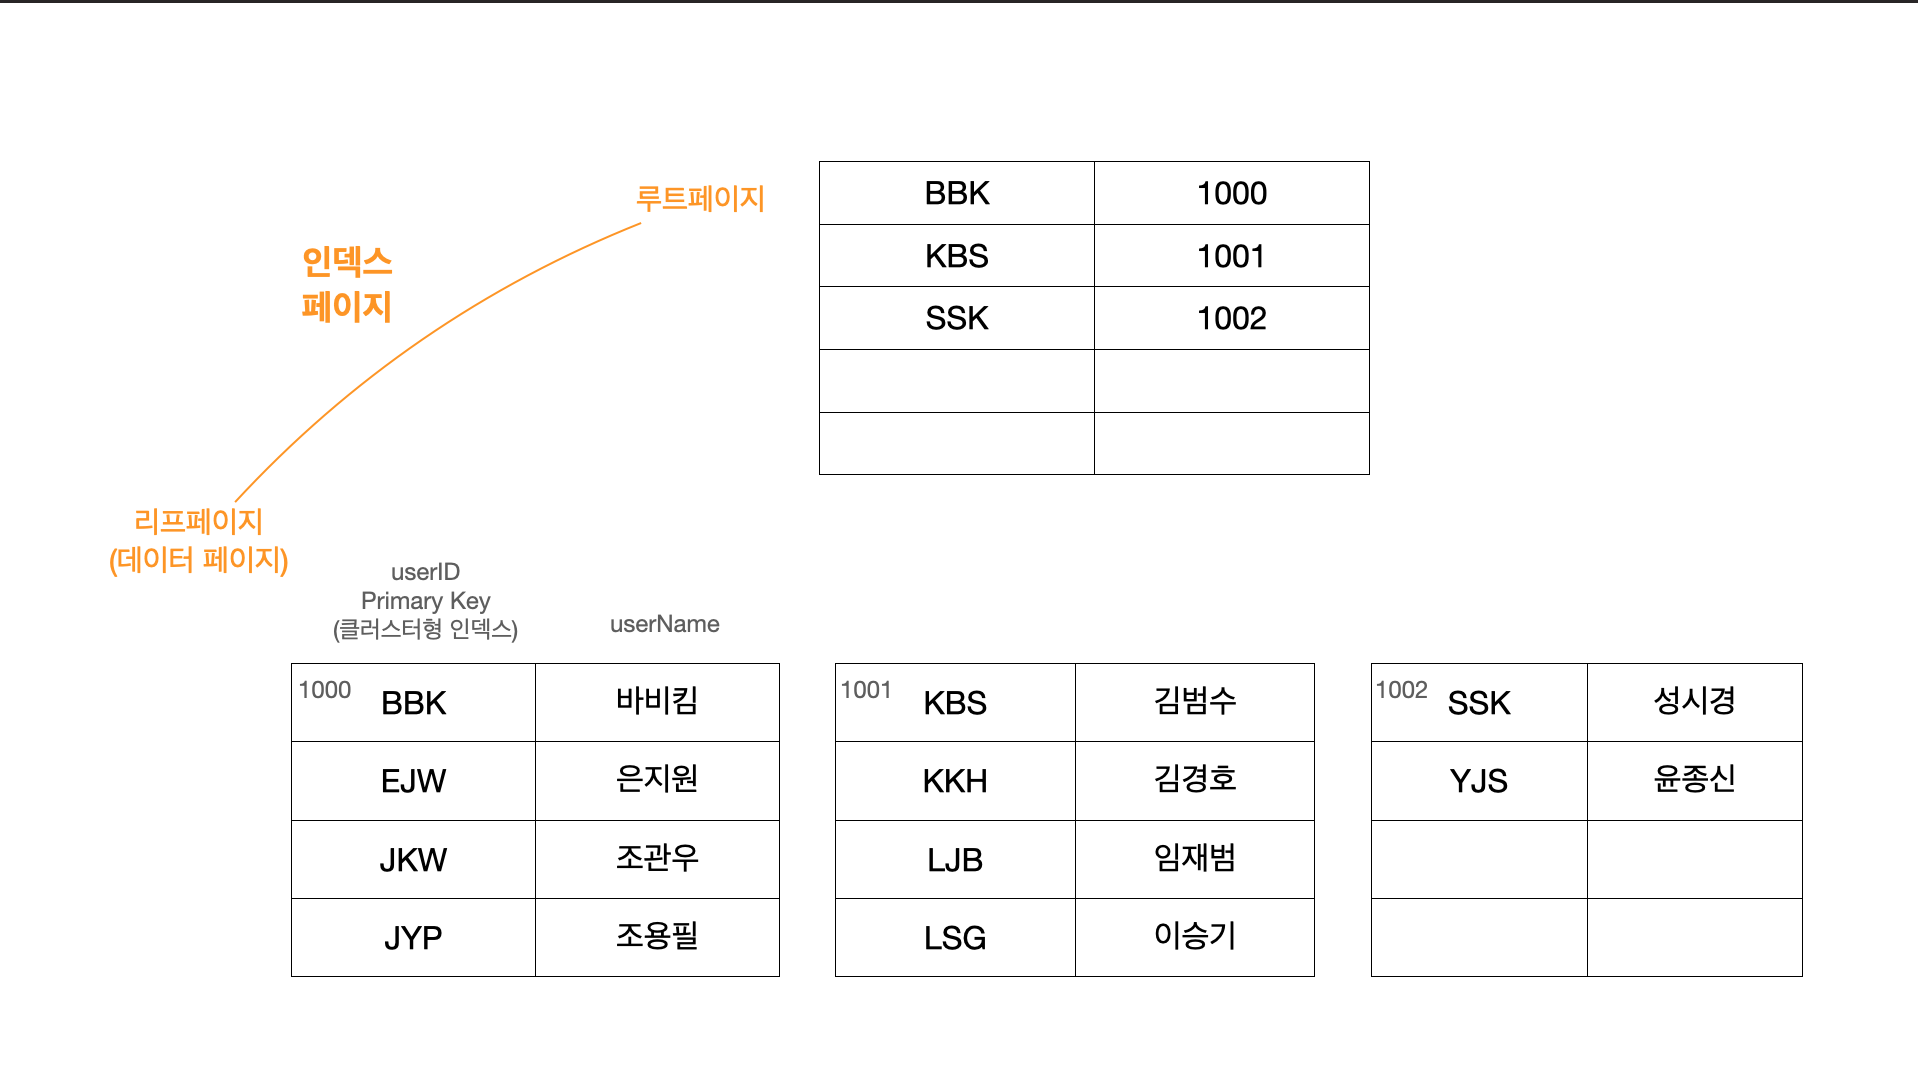 루트페이지
인덱스
페이지
BBK 1000
KBS 1001
SSK 1002
리프페이지
(데이터 페이지)
userID
Primary Key
(클러스터형 인덱스)
userName
1000 BBK 바비킴
EJW 은지원
JKW 조관우
JYP 조용필
1001 KBS 김범수
KKH 김경호
LJB 임재범
LSG 이승기
1002 SSK 성시경
YJS 윤종신